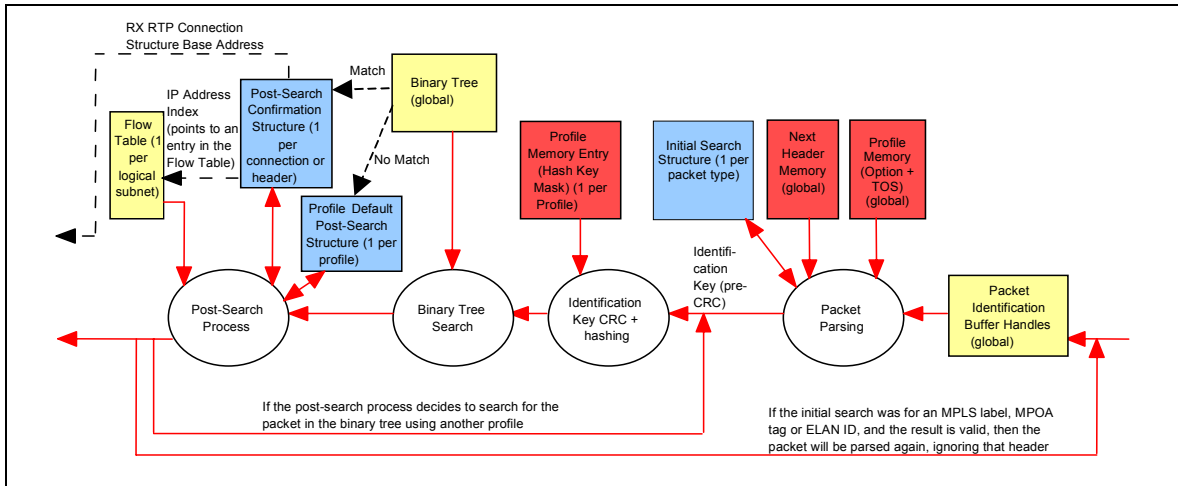 RX RTP Connection
Structure Base Address
Match
No Match
IP Address
Index
(points to an
entry in the
Flow Table)
Flow
Table (1
per
logical
subnet)
Post-Search
Confirmation
Structure (1
per
connection or
header)
Binary Tree
(global)
Profile Default
Post-Search
Structure (1 per
profile)
Profile
Memory Entry
(Hash Key
Mask) (1 per
Profile)
Initial Search
Structure (1 per
packet type)
Next
Header
Memory
(global)
Profile
Memory
(Option +
TOS)
(global)
Identifi-
cation
Key (pre-
CRC)
Post-Search
Process
Binary Tree
Search
Identification
Key CRC +
hashing
Packet
Parsing
Packet
Identification
Buffer Handles
(global)
If the post-search process decides to search for the
packet in the binary tree using another profile
If the initial search was for an MPLS label, MPOA
tag or ELAN ID, and the result is valid, then the
packet will be parsed again, ignoring that header